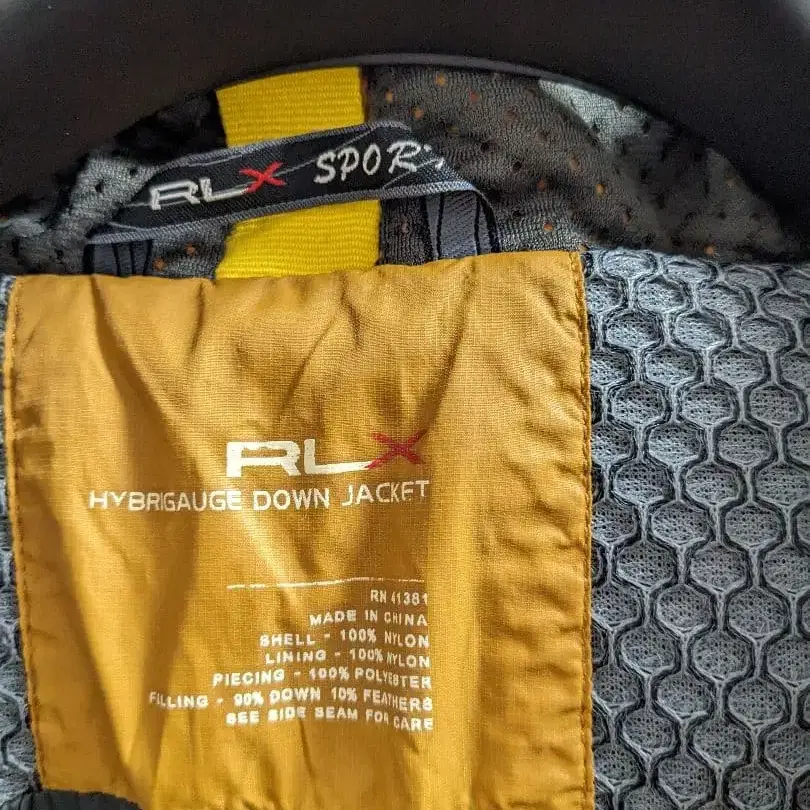 RLX SPORT
RLX
HYBRIGAUGE DOWN JACKET
RN 41381
MADE IN CHINA
SHELL - 100% NYLON
LINING - 100% NYLON
PIECING - 100% POLYESTER
FILLING - 90% DOWN 10% FEATHERS
SEE SIDE SEAM FOR CARE